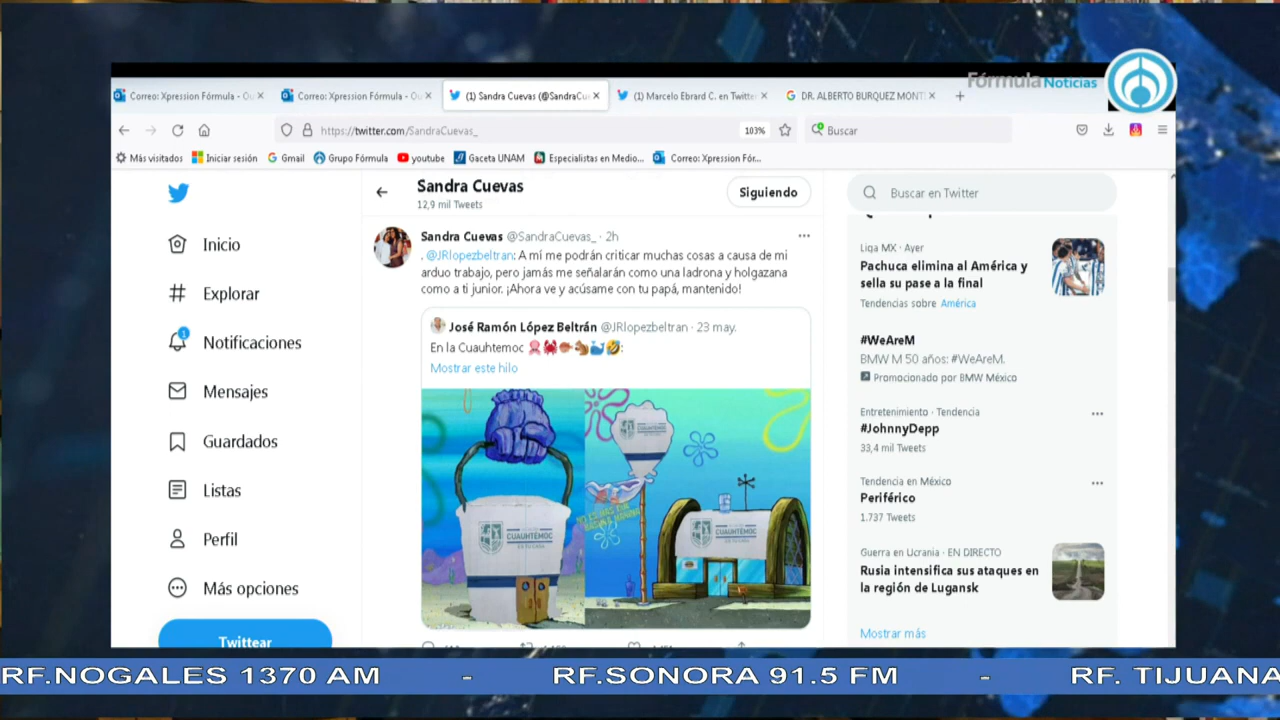 Fórmula Noticias
Correo: Xpression Fórmula - Ou
Correo: Xpression Fórmula - Ou
(1) Sandra Cuevas (@SandraCue
(1) Marcelo Ebrard C. en Twitte
DR. ALBERTO BURQUEZ MONT
https://twitter.com/SandraCuevas_
103%
Buscar
Más visitados
Iniciar sesión
Gmail
Grupo Fórmula
youtube
Gaceta UNAM
Especialistas en Medio...
Correo: Xpression Fór...
Sandra Cuevas
12,9 mil Tweets
Siguiendo
Buscar en Twitter
Inicio
Explorar
1
Notificaciones
Mensajes
Guardados
Listas
Perfil
Más opciones
Twittear
Sandra Cuevas @SandraCuevas_ · 2h
. @JRlopezbeltran: A mí me podrán criticar muchas cosas a causa de mi
arduo trabajo, pero jamás me señalarán como una ladrona y holgazana
como a ti junior. ¡Ahora ve y acúsame con tu papá, mantenido!
José Ramón López Beltrán @JRlopezbeltran · 23 may.
En la Cuauhtemoc 🦑🦀🐡🐿️🐳🤣:
Mostrar este hilo
CUAUHTÉMOC
ES TU CASA
CUAUHTÉMOC
Liga MX · Ayer
Pachuca elimina al América y
sella su pase a la final
Tendencias sobre América
#WeAreM
BMW M 50 años: #WeAreM.
Promocionado por BMW México
Entretenimiento · Tendencia
#JohnnyDepp
33,4 mil Tweets
Tendencia en México
Periférico
1.737 Tweets
Guerra en Ucrania · EN DIRECTO
Rusia intensifica sus ataques en
la región de Lugansk
Mostrar más
RF.NOGALES 1370 AM - RF.SONORA 91.5 FM - RF. TIJUANA